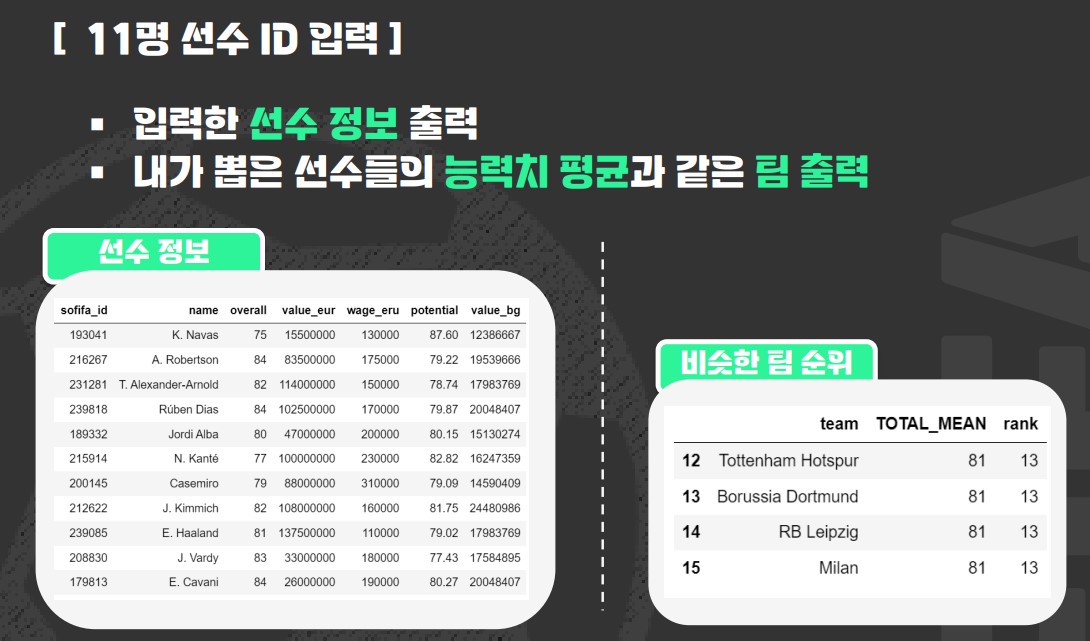 [ 11명 선수 ID 입력 ]
▪ 입력한 선수 정보 출력
▪ 내가 뽑은 선수들의 능력치 평균과 같은 팀 출력
선수 정보
sofifa_id name overall value_eur wage_eru potential value_bg
193041 K. Navas 75 15500000 130000 87.60 12386667
216267 A. Robertson 84 83500000 175000 79.22 19539666
231281 T. Alexander-Arnold 82 114000000 150000 78.74 17983769
239818 Rúben Dias 84 102500000 170000 79.87 20048407
189332 Jordi Alba 80 47000000 200000 80.15 15130274
215914 N. Kanté 77 100000000 230000 82.82 16247359
200145 Casemiro 79 88000000 310000 79.09 14590409
212622 J. Kimmich 82 108000000 160000 81.75 24480986
239085 E. Haaland 81 137500000 110000 79.02 17983769
208830 J. Vardy 83 33000000 180000 77.43 17584895
179813 E. Cavani 84 26000000 190000 80.27 20048407
비슷한 팀 순위
team TOTAL_MEAN rank
12 Tottenham Hotspur 81 13
13 Borussia Dortmund 81 13
14 RB Leipzig 81 13
15 Milan 81 13